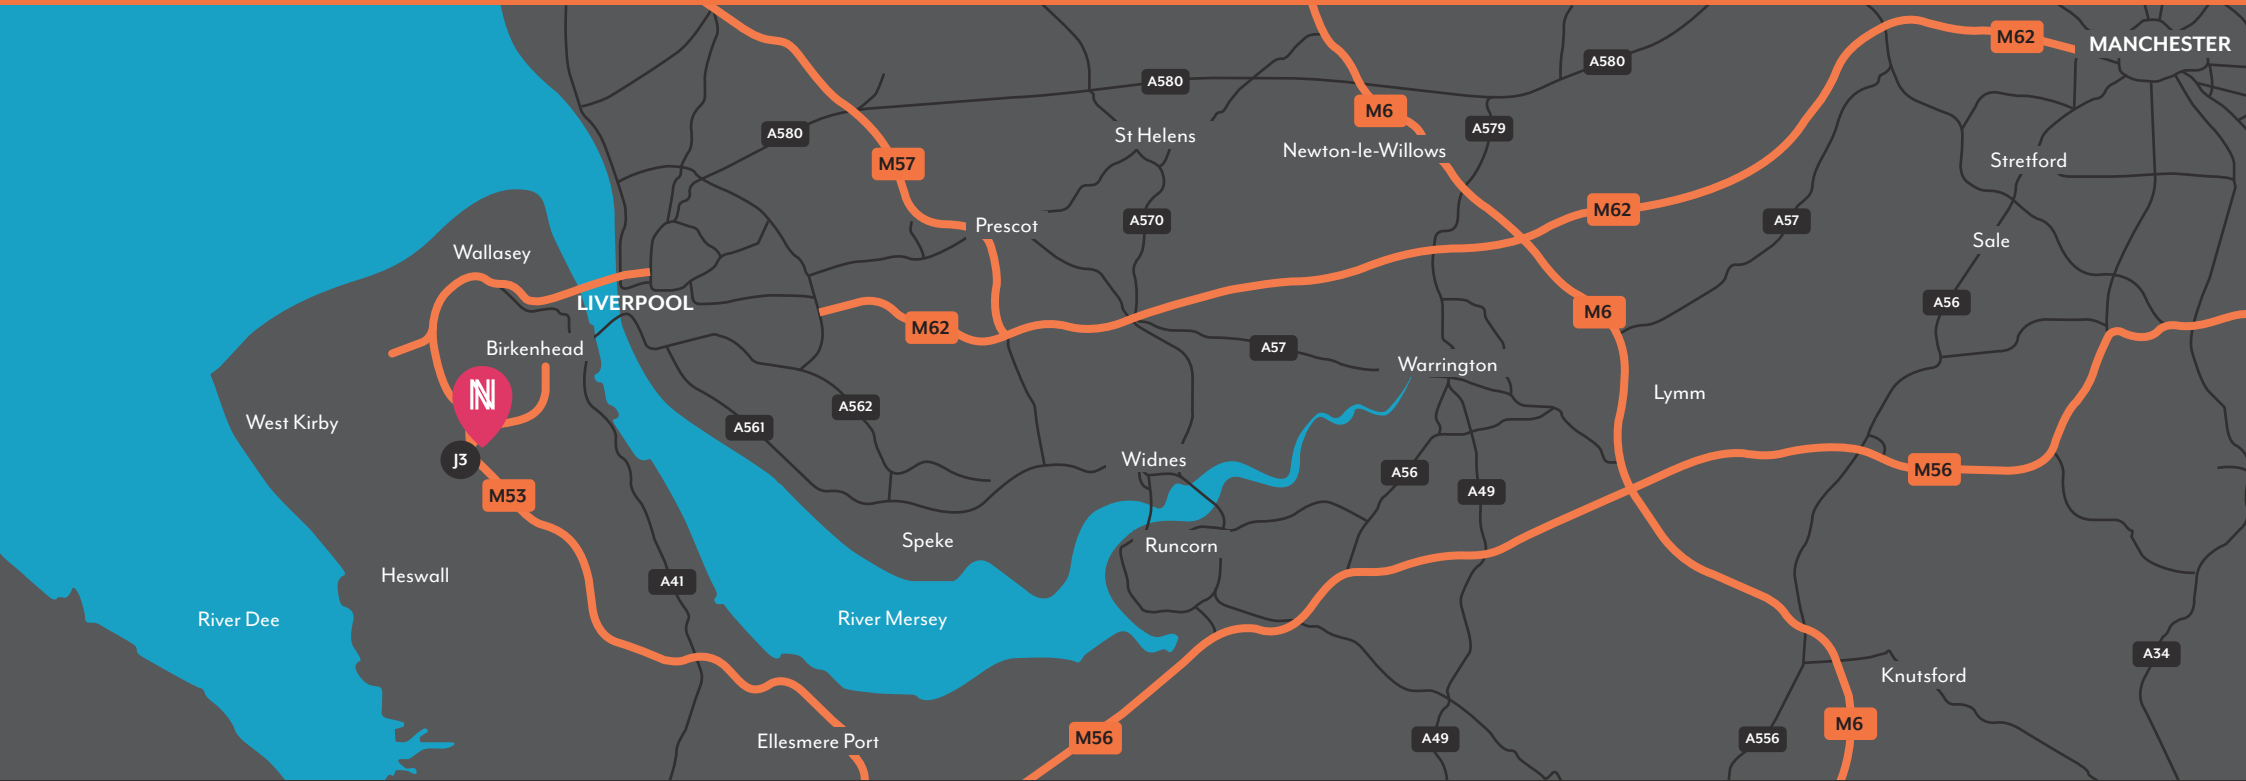 M62
MANCHESTER
A580
A580
M6
A579
A580
St Helens
Newton-le-Willows
M57
Stretford
M62
A570
A57
Prescot
Sale
Wallasey
LIVERPOOL
A56
M6
M62
Birkenhead
A57
Warrington
Lymm
N
A562
West Kirby
A561
J3
Widnes
A56
M56
A49
M53
Speke
Runcorn
Heswall
A41
River Dee
River Mersey
A34
Knutsford
M6
Ellesmere Port
M56
A49
A556